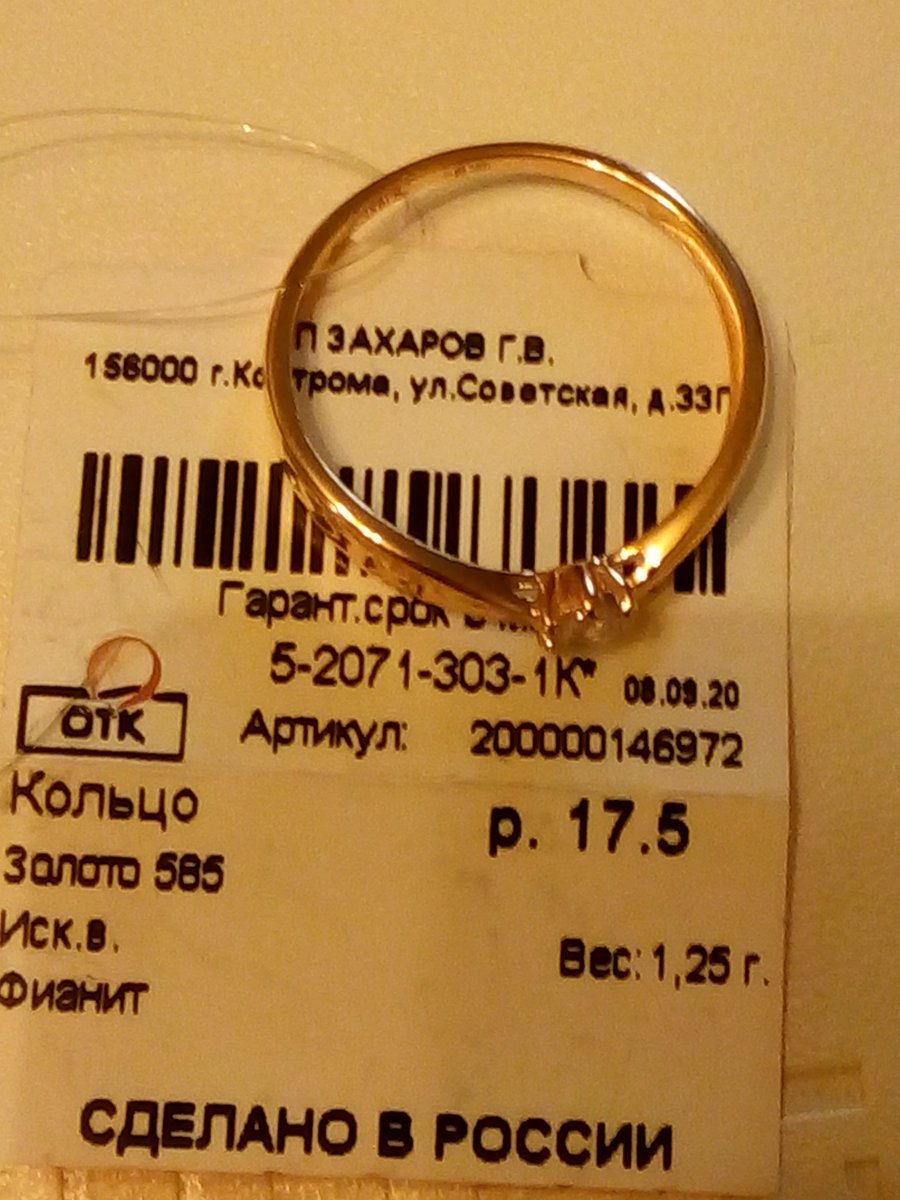 П ЗАХАРОВ Г.В.
156000 г.Кострома, ул.Советская, д.33Г
Гарант.срок
5-2071-303-1К* 08.09.20
ОТК
Артикул: 200000146972
Кольцо
р. 17.5
Золото 585
Иск.в.
Вес: 1,25 г.
Фианит
СДЕЛАНО В РОССИИ